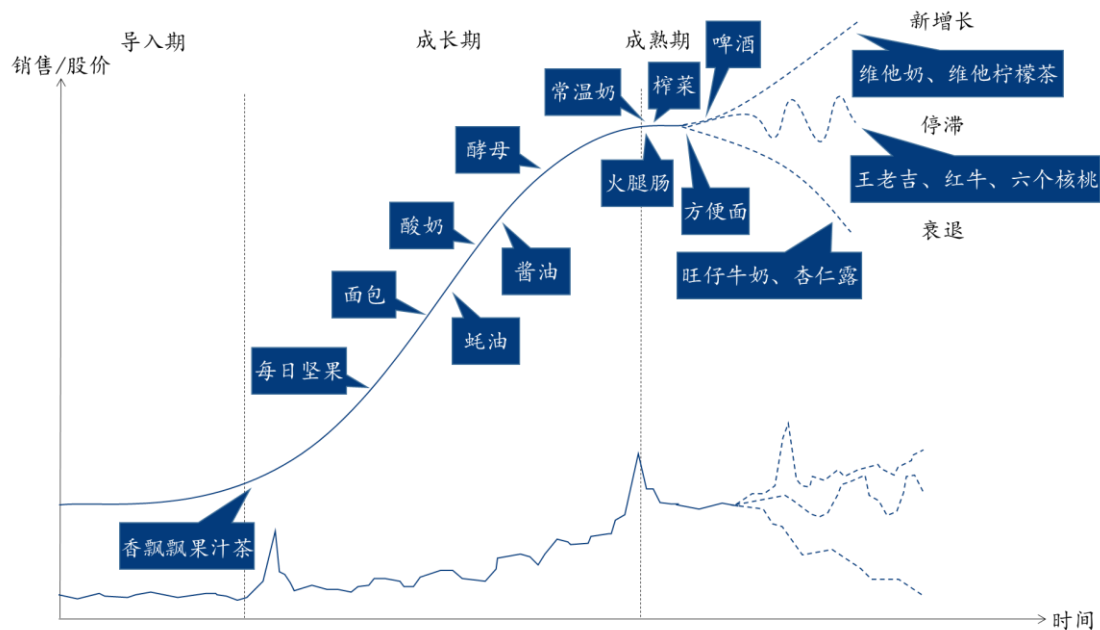 导入期
成长期
成熟期
新增长
销售/股价
啤酒
维他奶、维他柠檬茶
常温奶
榨菜
停滞
酵母
火腿肠
王老吉、红牛、六个核桃
方便面
酸奶
衰退
酱油
旺仔牛奶、杏仁露
面包
蚝油
每日坚果
香飘飘果汁茶
时间